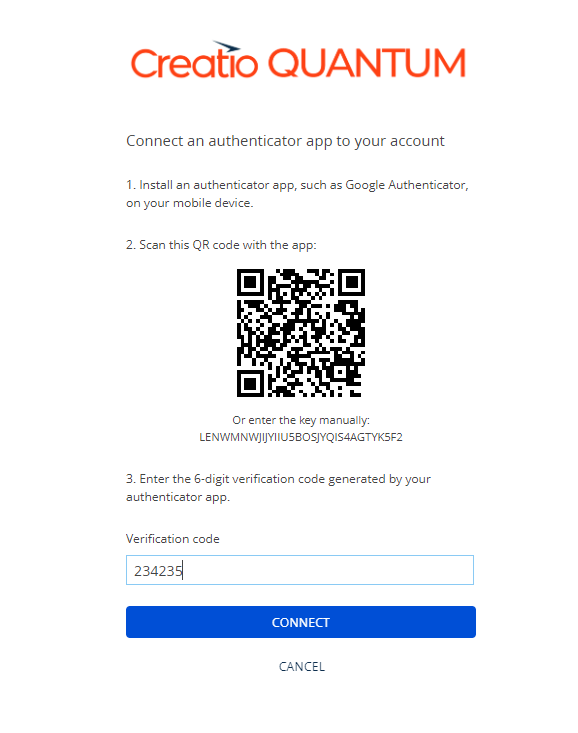 Creatio QUANTUM
Connect an authenticator app to your account
1. Install an authenticator app, such as Google Authenticator,
on your mobile device.
2. Scan this QR code with the app:
Or enter the key manually:
LENWMNWJIJYIIU5BOSJYQIS4AGTYK5F2
3. Enter the 6-digit verification code generated by your
authenticator app.
Verification code
234235
CONNECT
CANCEL